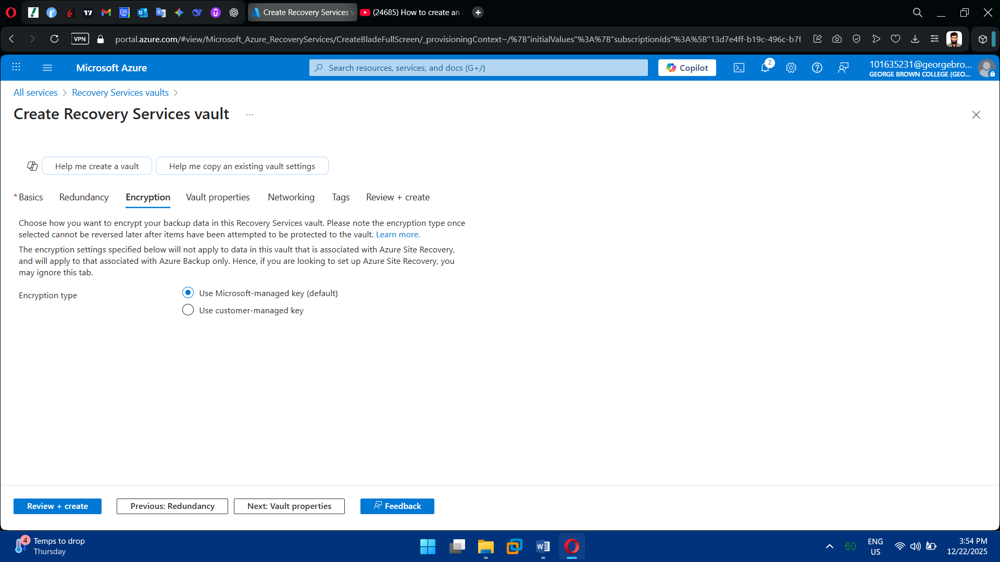 Create Recovery Services v
(24685) How to create an
VPN
portal.azure.com/#view/Microsoft_Azure_RecoveryServices/CreateBladeFullScreen/_provisioningContext~/%7B"initialValues"%3A%7B"subscriptionIds"%3A%5B"13d7e4ff-b19c-496c-b7f
Microsoft Azure
Search resources, services, and docs (G+/)
Copilot
2
101635231@georgebro...
GEORGE BROWN COLLEGE (GEO...
All services > Recovery Services vaults >
Create Recovery Services vault ...
Help me create a vault
Help me copy an existing vault settings
* Basics Redundancy Encryption Vault properties Networking Tags Review + create
Choose how you want to encrypt your backup data in this Recovery Services vault. Please note the encryption type once
selected cannot be reversed later after items have been attempted to be protected to the vault. Learn more.
The encryption settings specified below will not apply to data in this vault that is associated with Azure Site Recovery,
and will apply to that associated with Azure Backup only. Hence, if you are looking to set up Azure Site Recovery, you
may ignore this tab.
Encryption type
Use Microsoft-managed key (default)
Use customer-managed key
Review + create
Previous: Redundancy
Next: Vault properties
Feedback
4
Temps to drop
Thursday
60
ENG
US
3:54 PM
12/22/2025